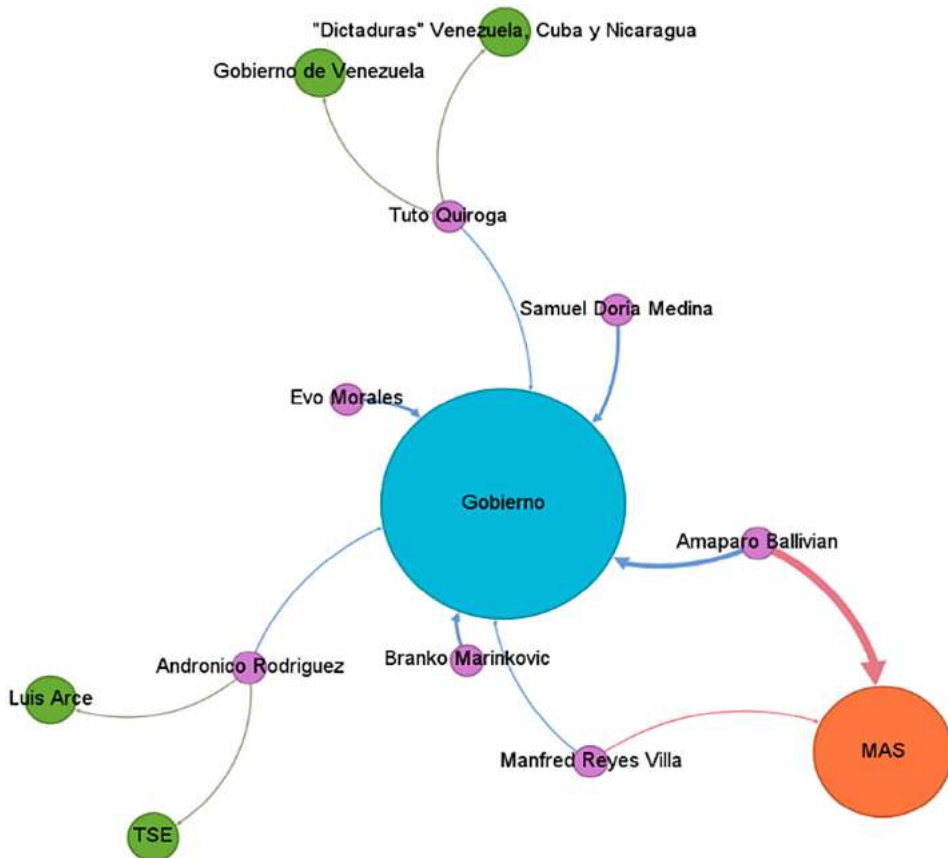 "Dictaduras" Venezuela, Cuba y Nicaragua
Gobierno de Venezuela
Tuto Quiroga
Samuel Doria Medina
Evo Morales
Gobierno
Amaparo Ballivian
Branko Marinkovic
Andronico Rodriguez
Luis Arce
MAS
Manfred Reyes Villa
TSE